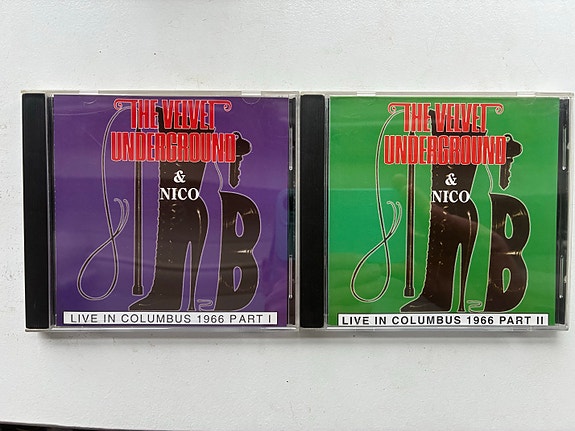 THE VELVET
UNDERGROUND
&
NICO
LIVE IN COLUMBUS 1966 PART I
THE VELVET
UNDERGROUND
&
NICO
LIVE IN COLUMBUS 1966 PART II